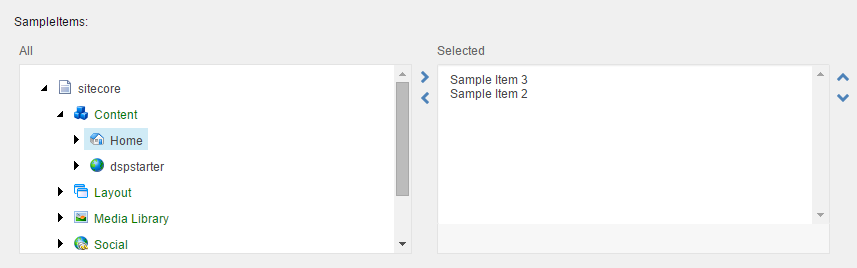 SampleItems:
All
sitecore
Content
Home
dspstarter
Layout
Media Library
Social
Selected
Sample Item 3
Sample Item 2